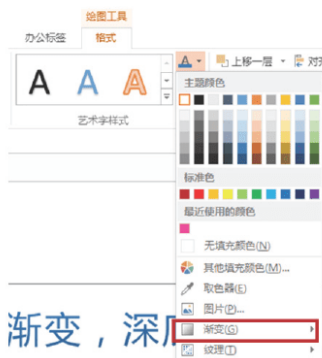 绘图工具
办公标签 格式
A A A
艺术字样式
A 上移一层 对齐
主题颜色
标准色
最近使用的颜色
无填充颜色(N)
其他填充颜色(M)...
取色器(E)
图片(P)...
渐变(G)
纹理(T)
渐变，深